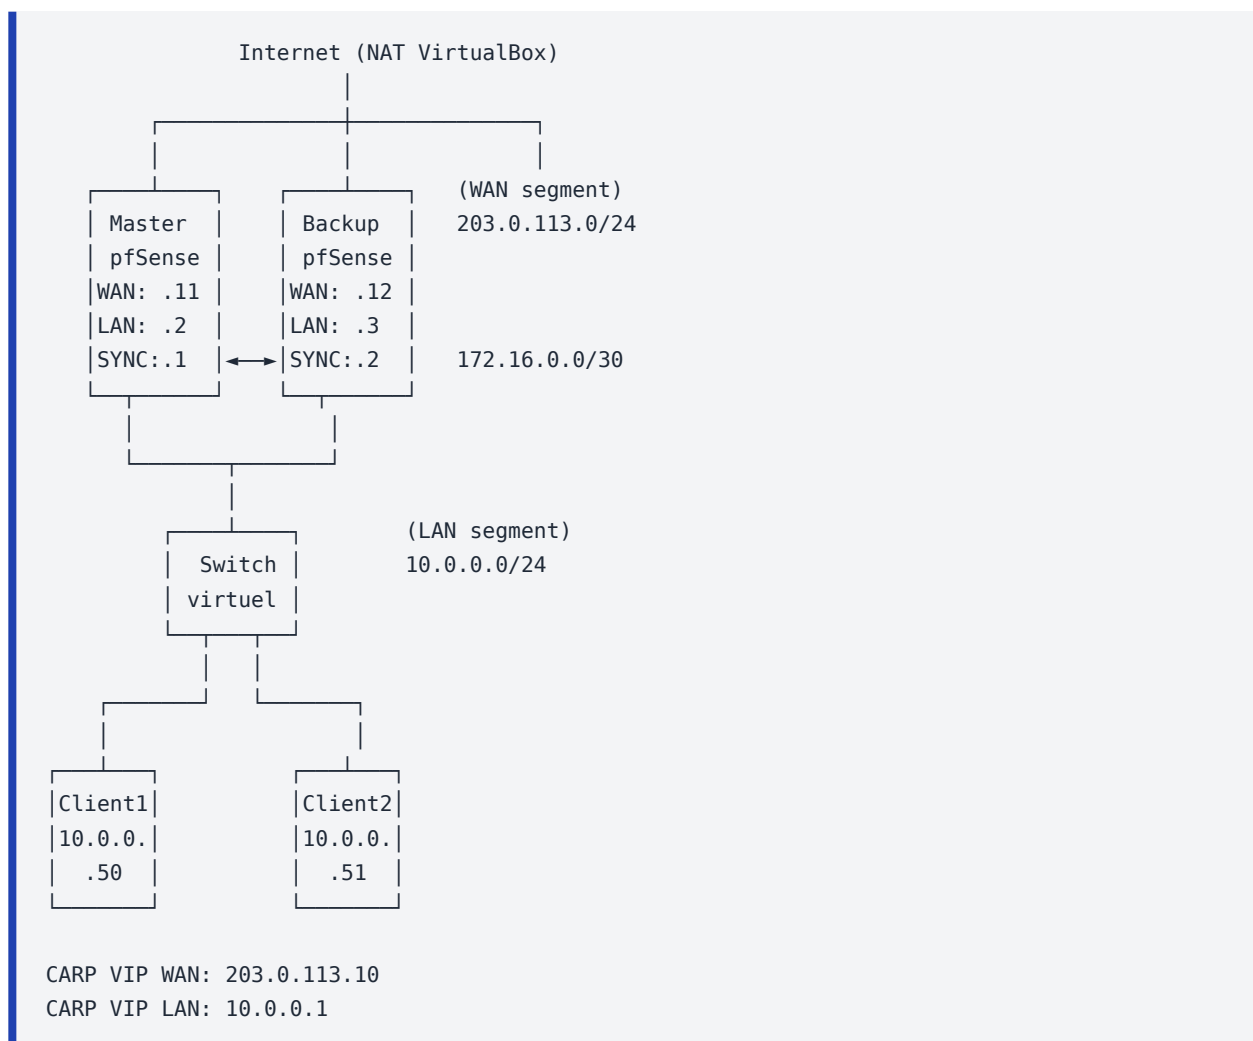 Internet (NAT VirtualBox)
(WAN segment)
Master Backup 203.0.113.0/24
pfSense pfSense
WAN: .11 WAN: .12
LAN: .2 LAN: .3
SYNC:.1 SYNC:.2 172.16.0.0/30
(LAN segment)
Switch 10.0.0.0/24
virtuel
Client1 Client2
10.0.0. 10.0.0.
.50 .51
CARP VIP WAN: 203.0.113.10
CARP VIP LAN: 10.0.0.1